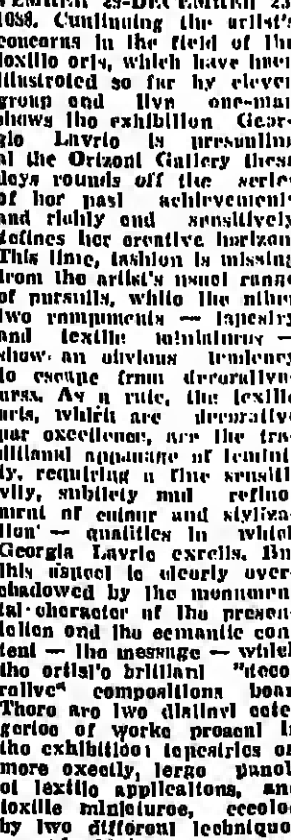 1988. Continuing the artist's
concerns in the field of the
textile arts, which have been
illustrated so far by eleven
group and five one-man
shows the exhibition Geor-
gia Lavric is presenting
at the Orizont Gallery these
days rounds off the series
of her past achievements
and richly and sensitively
defines her creative horizon
This time, fashion is missing
from the artist's usual range
of pursuits, while the other
two components — tapestry
and textile miniatures —
show an obvious tendency
to escape from decorative-
ness. As a rule, the textile
arts, which are decorative
par excellence, are the tra-
ditional appanage of femini-
ty, requiring a fine sensiti-
vity, subtlety and refine-
ment of colour and styliza-
tion — qualities in which
Georgia Lavric excells. But
this aspect is clearly over-
shadowed by the monumen-
tal character of the presen-
tation and the semantic con-
tent — the message — which
the artist's brilliant "deco-
rative" compositions bear
There are two distinct cate-
gories of works present in
the exhibition: tapestries or
more exactly, large panels
of textile applications, and
textile miniatures,
by two different techniques